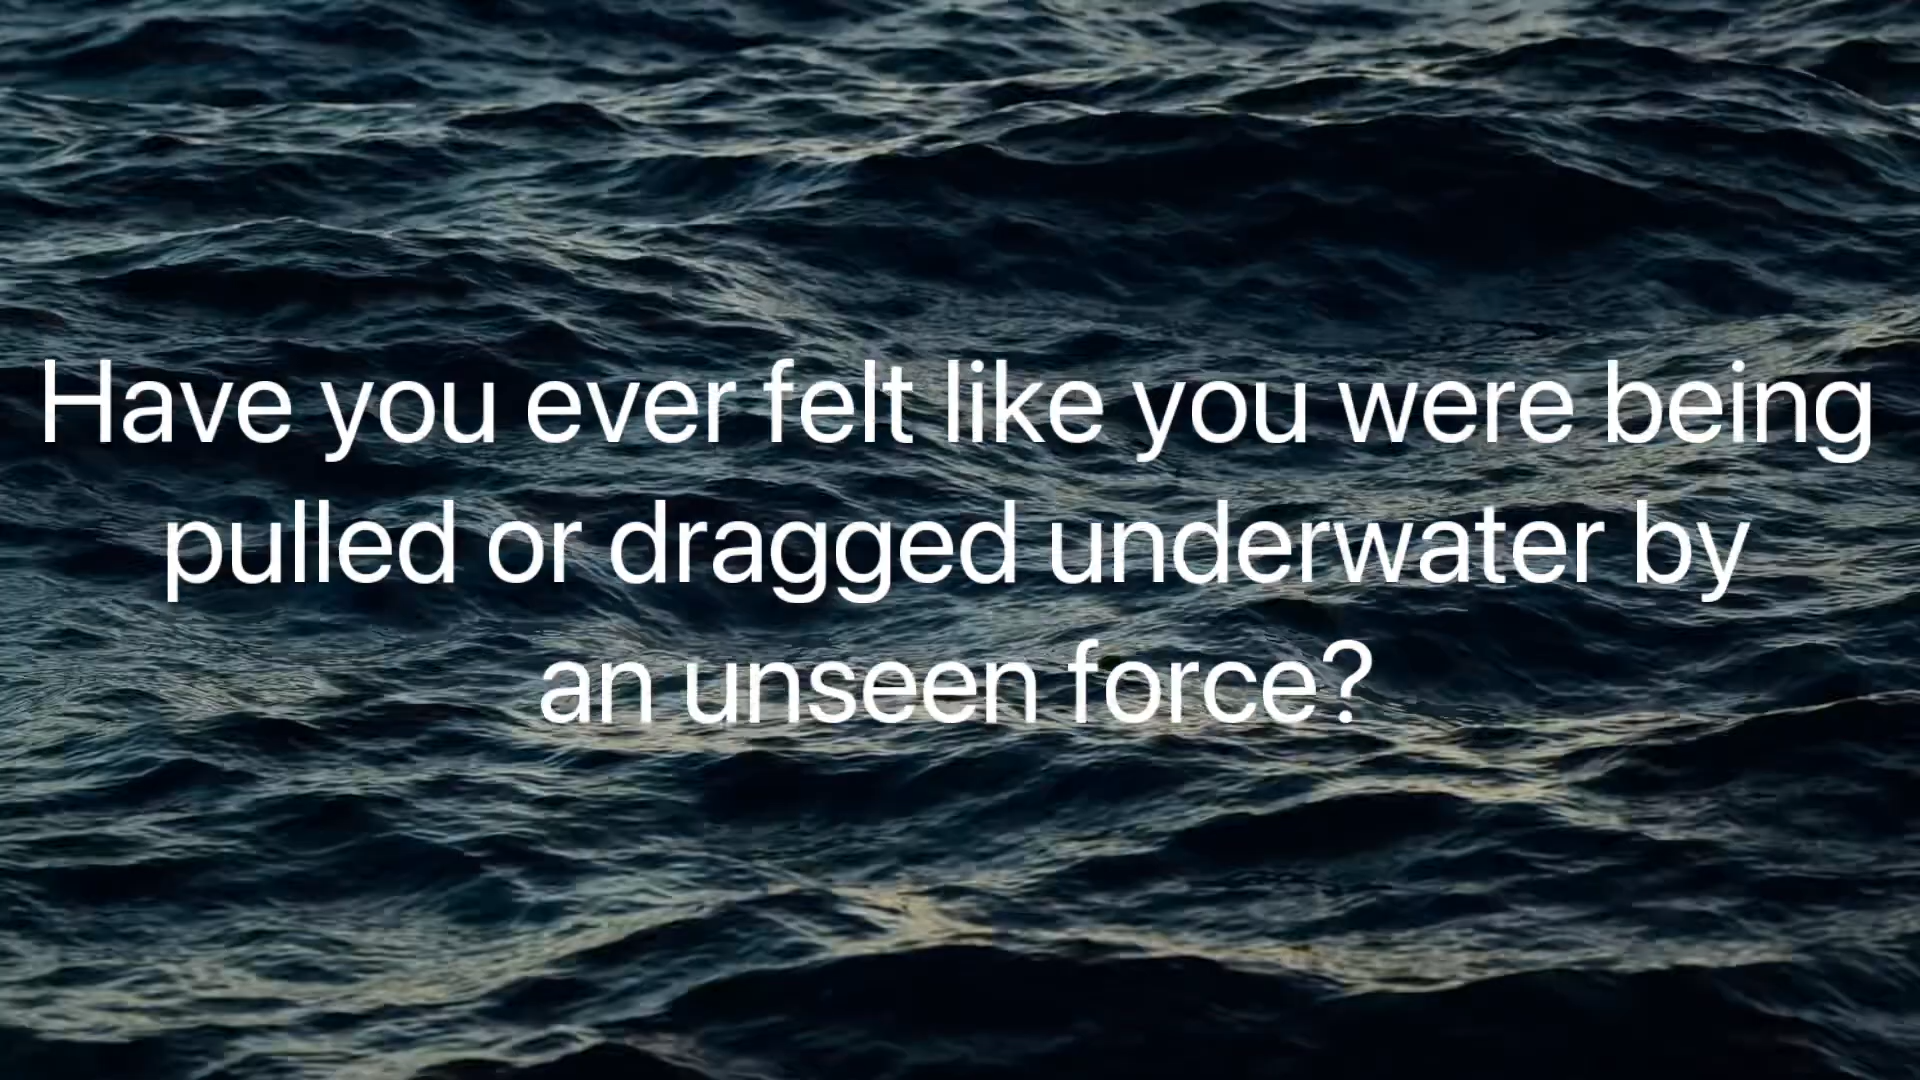 Have you ever felt like you were being
pulled or dragged underwater by
an unseen force?